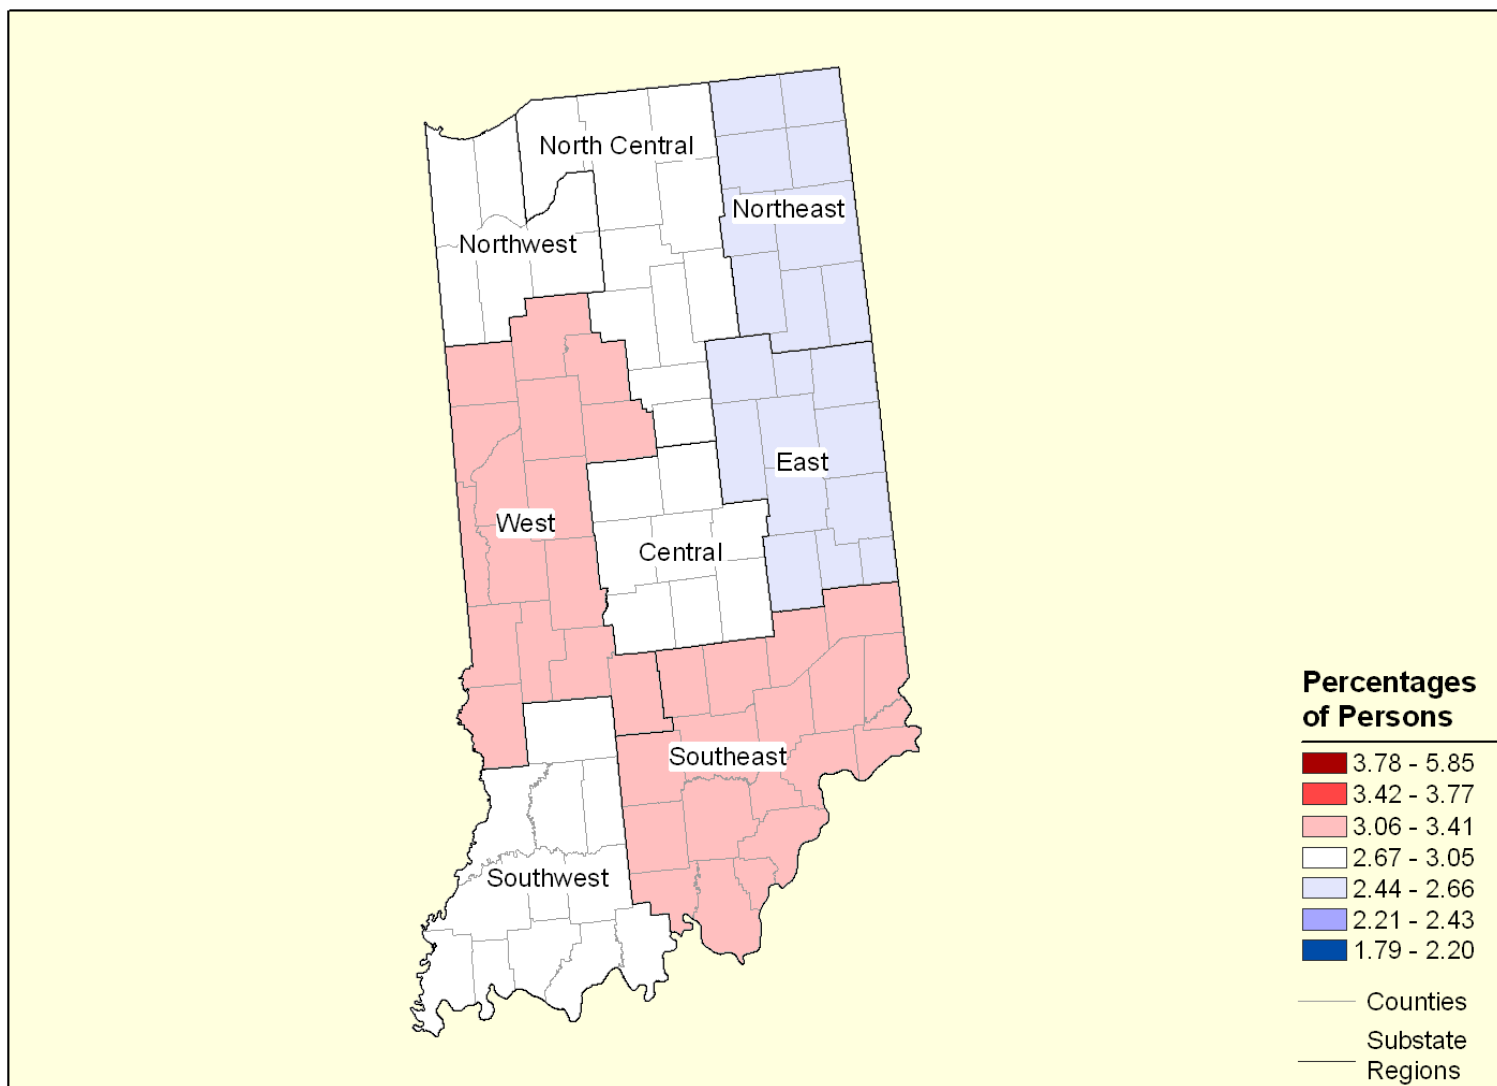 North Central
Northeast
Northwest
East
West
Central
Southeast
Southwest
Percentages
of Persons
3.78 - 5.85
3.42 - 3.77
3.06 - 3.41
2.67 - 3.05
2.44 - 2.66
2.21 - 2.43
1.79 - 2.20
Counties
Substate
Regions